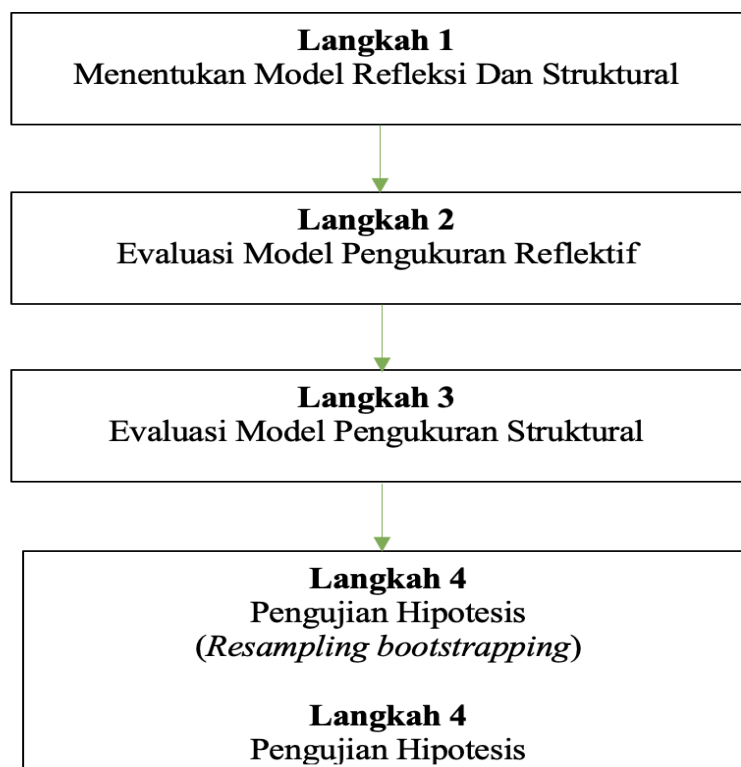 Langkah 1
Menentukan Model Refleksi Dan Struktural
Langkah 2
Evaluasi Model Pengukuran Reflektif
Langkah 3
Evaluasi Model Pengukuran Struktural
Langkah 4
Pengujian Hipotesis
(Resampling bootstrapping)
Langkah 4
Pengujian Hipotesis